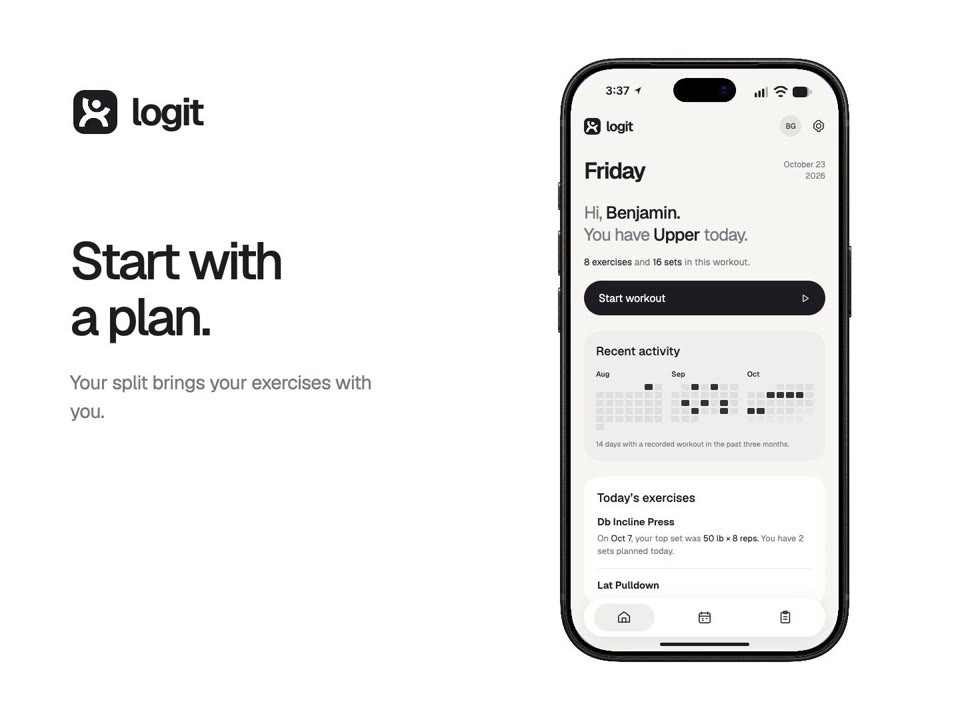 logit
Start with
a plan.
Your split brings your exercises with
you.
3:37
logit
BG
Friday
October 23
2026
Hi, Benjamin.
You have Upper today.
8 exercises and 16 sets in this workout.
Start workout
Recent activity
Aug
Sep
Oct
14 days with a recorded workout in the past three months.
Today's exercises
Db Incline Press
On Oct 7, your top set was 50 lb × 8 reps. You have 2
sets planned today.
Lat Pulldown